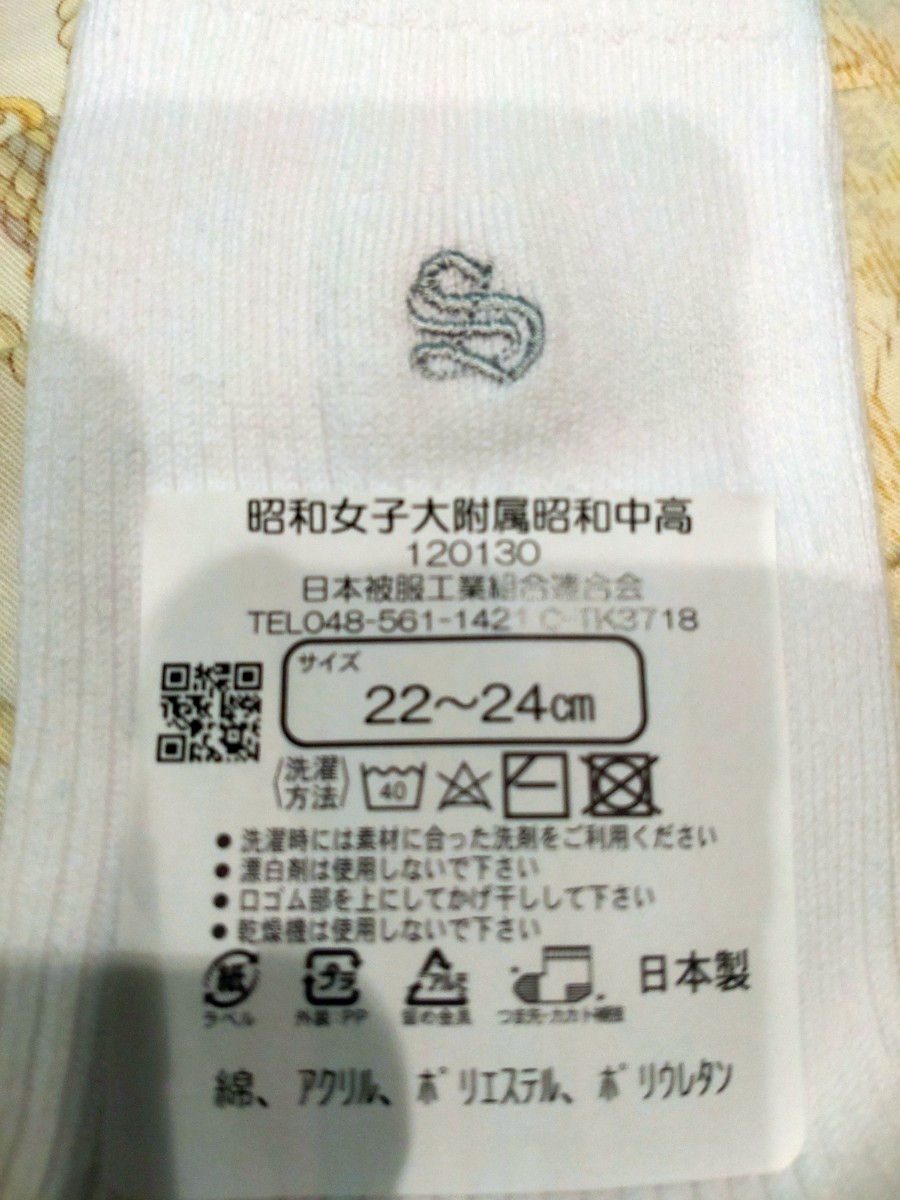 S
昭和女子大附属昭和中高
120130
日本被服工業組合連合会
TEL048-561-1421 C-TK3718
サイズ
22～24cm
洗濯
方法
40
●洗濯時には素材に合った洗剤をご利用ください
●漂白剤は使用しないで下さい
●口ゴム部を上にしてかげ干しして下さい
●乾燥機は使用しないで下さい
紙 プラ アルミ 日本製
ラベル 外装:PP 留め金具 つま先・カカト補強
綿、アクリル、ポリエステル、ポリウレタン